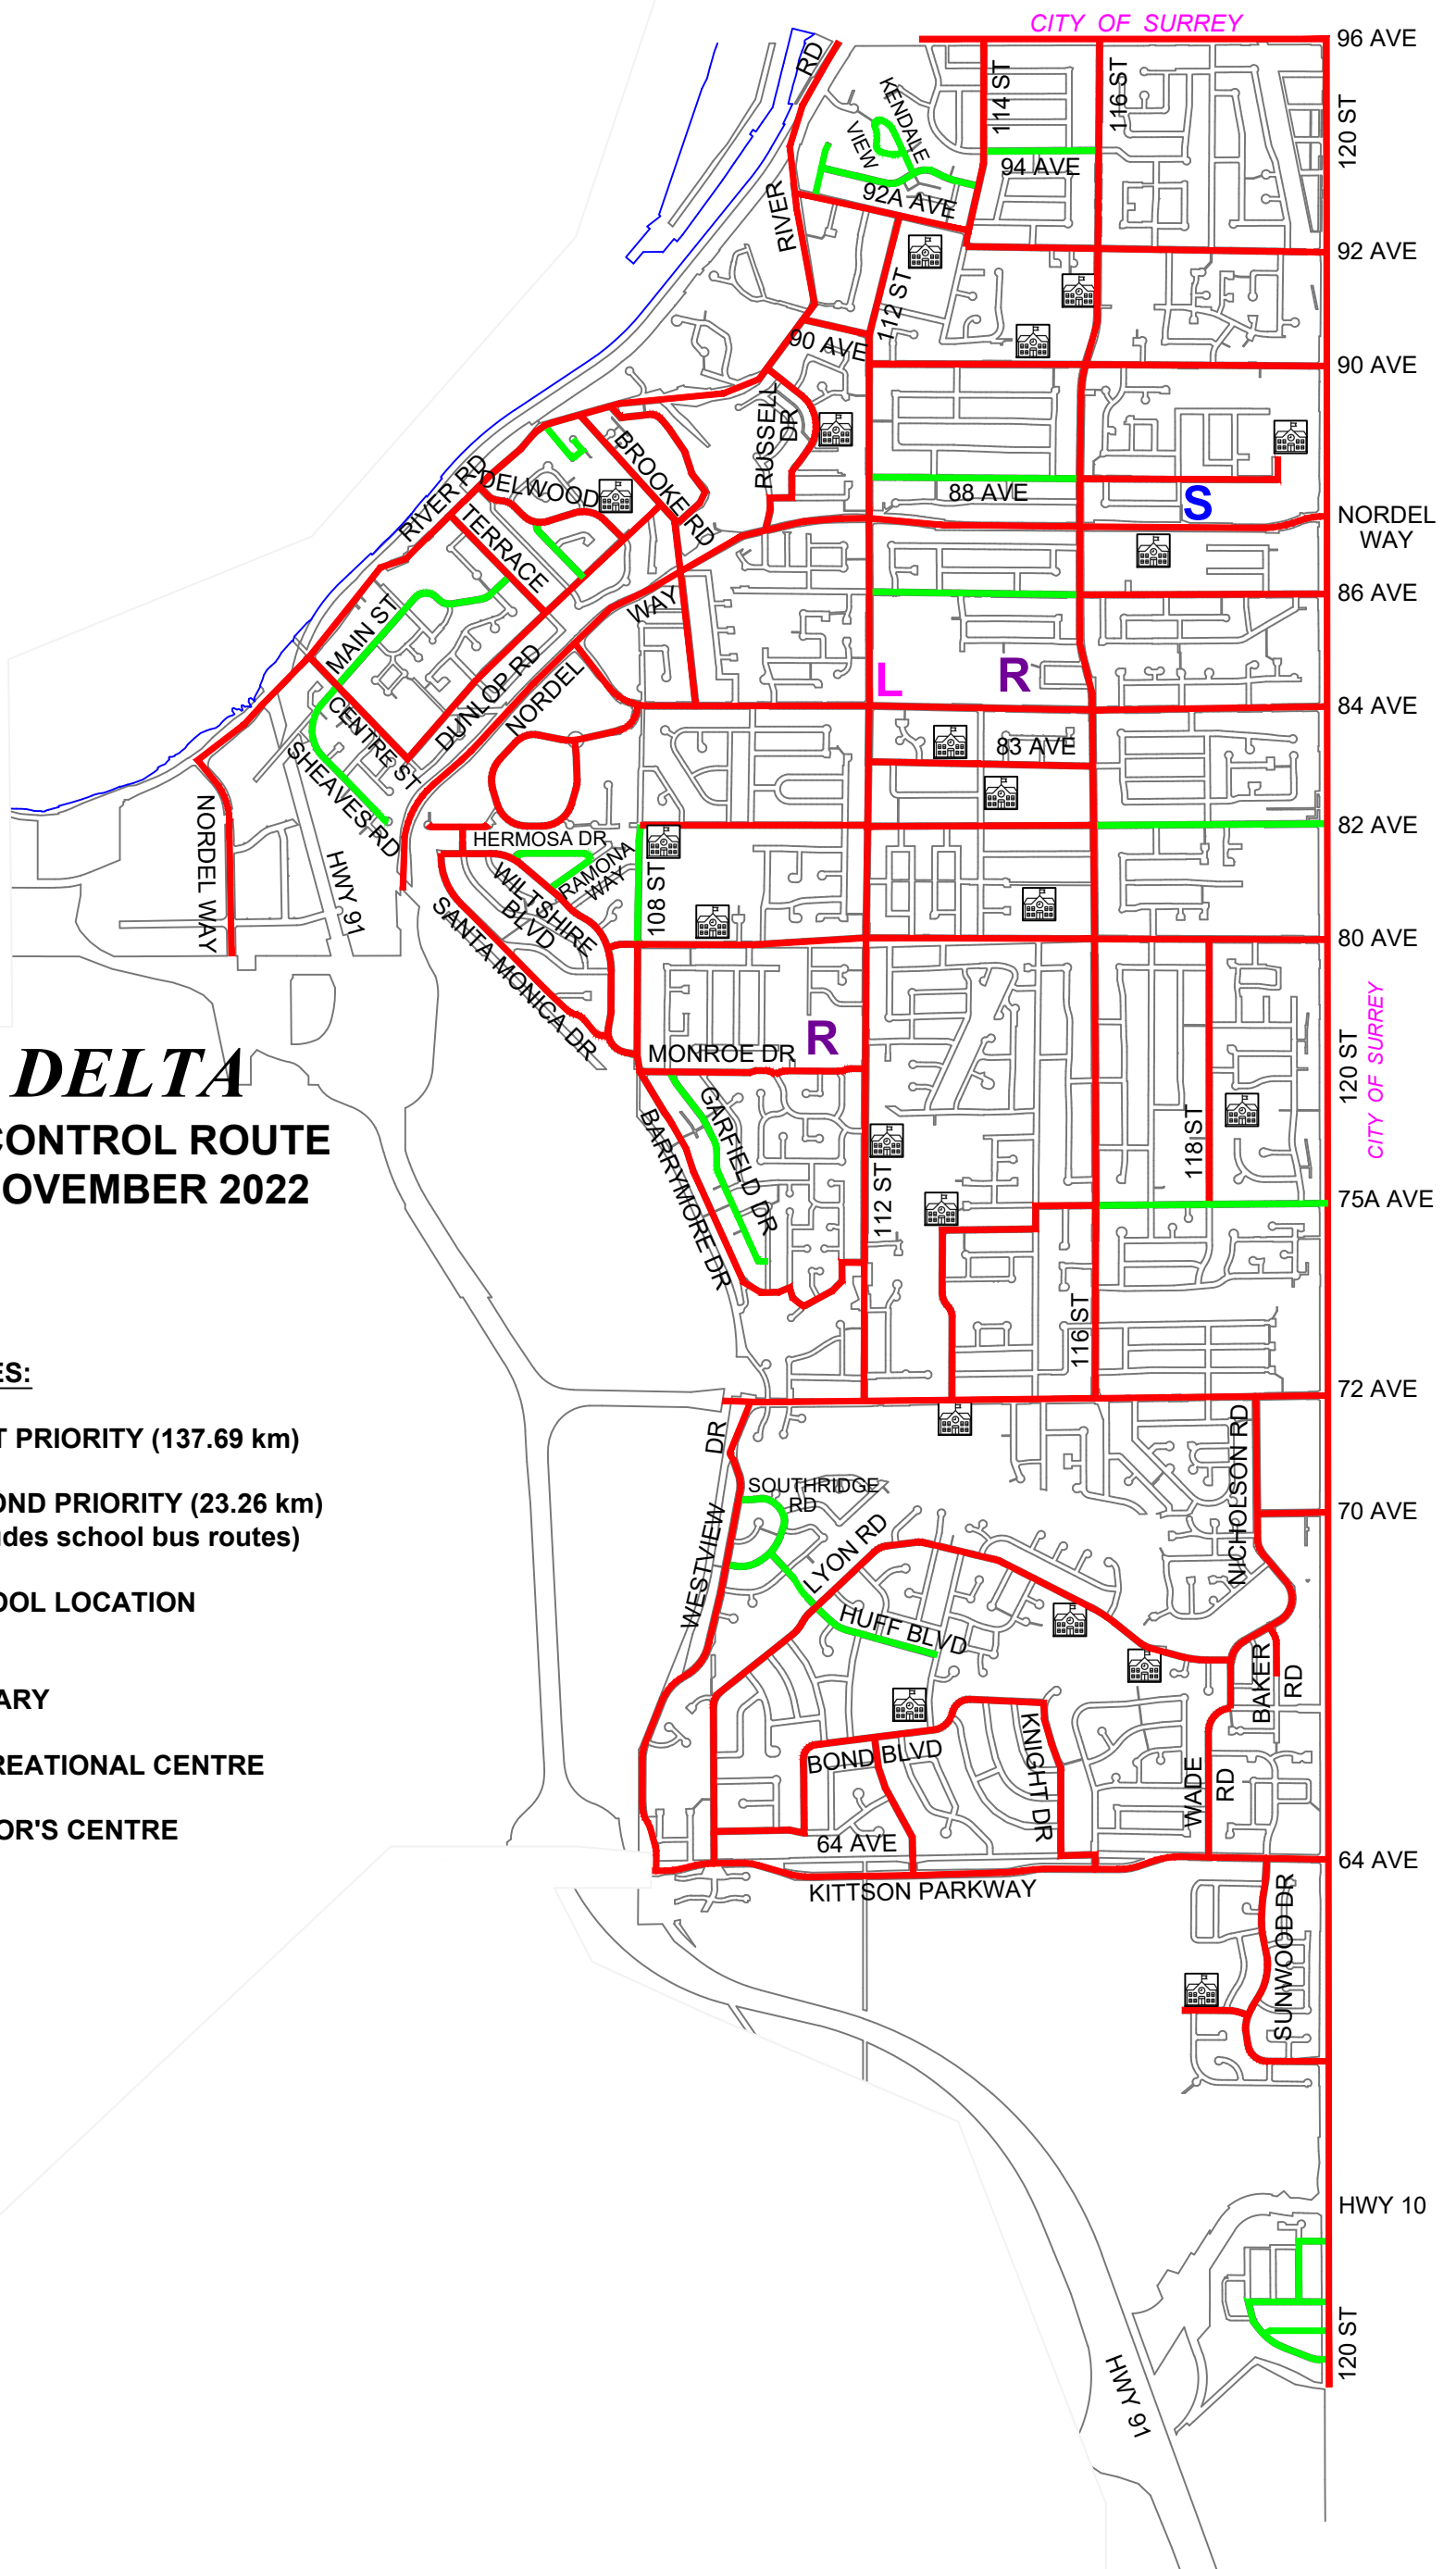 CITY OF SURREY
96 AVE
RD
114 ST
116 ST
120 ST
KENDALE
VIEW
94 AVE
92A AVE
RIVER
92 AVE
112 ST
90 AVE
90 AVE
RUSSELL
DR
BROOKE RD
RIVER RD
DELWOOD
88 AVE
S
NORDEL
WAY
TERRACE
86 AVE
WAY
MAIN ST
L
R
DUNLOP RD
NORDEL
84 AVE
CENTRE ST
83 AVE
SHEAVES RD
NORDEL WAY
HWY 91
82 AVE
HERMOSA DR
RAMONA
WAY
WILTSHIRE
BLVD
108 ST
SANTA MONICA DR
80 AVE
CITY OF SURREY
R
120 ST
MONROE DR
DELTA
CONTROL ROUTE
OVEMBER 2022
GARFIELD DR
BARRYMORE DR
118 ST
112 ST
75A AVE
116 ST
ES:
72 AVE
T PRIORITY (137.69 km)
DR
NICHOLSON RD
SOUTHRIDGE
RD
OND PRIORITY (23.26 km)
udes school bus routes)
70 AVE
WESTVIEW
LYON RD
OOL LOCATION
HUFF BLVD
BAKER
RD
ARY
KNIGHT DR
BOND BLVD
WADE
RD
REATIONAL CENTRE
OR'S CENTRE
64 AVE
64 AVE
KITTSON PARKWAY
SUNWOOD DR
HWY 10
120 ST
HWY 91